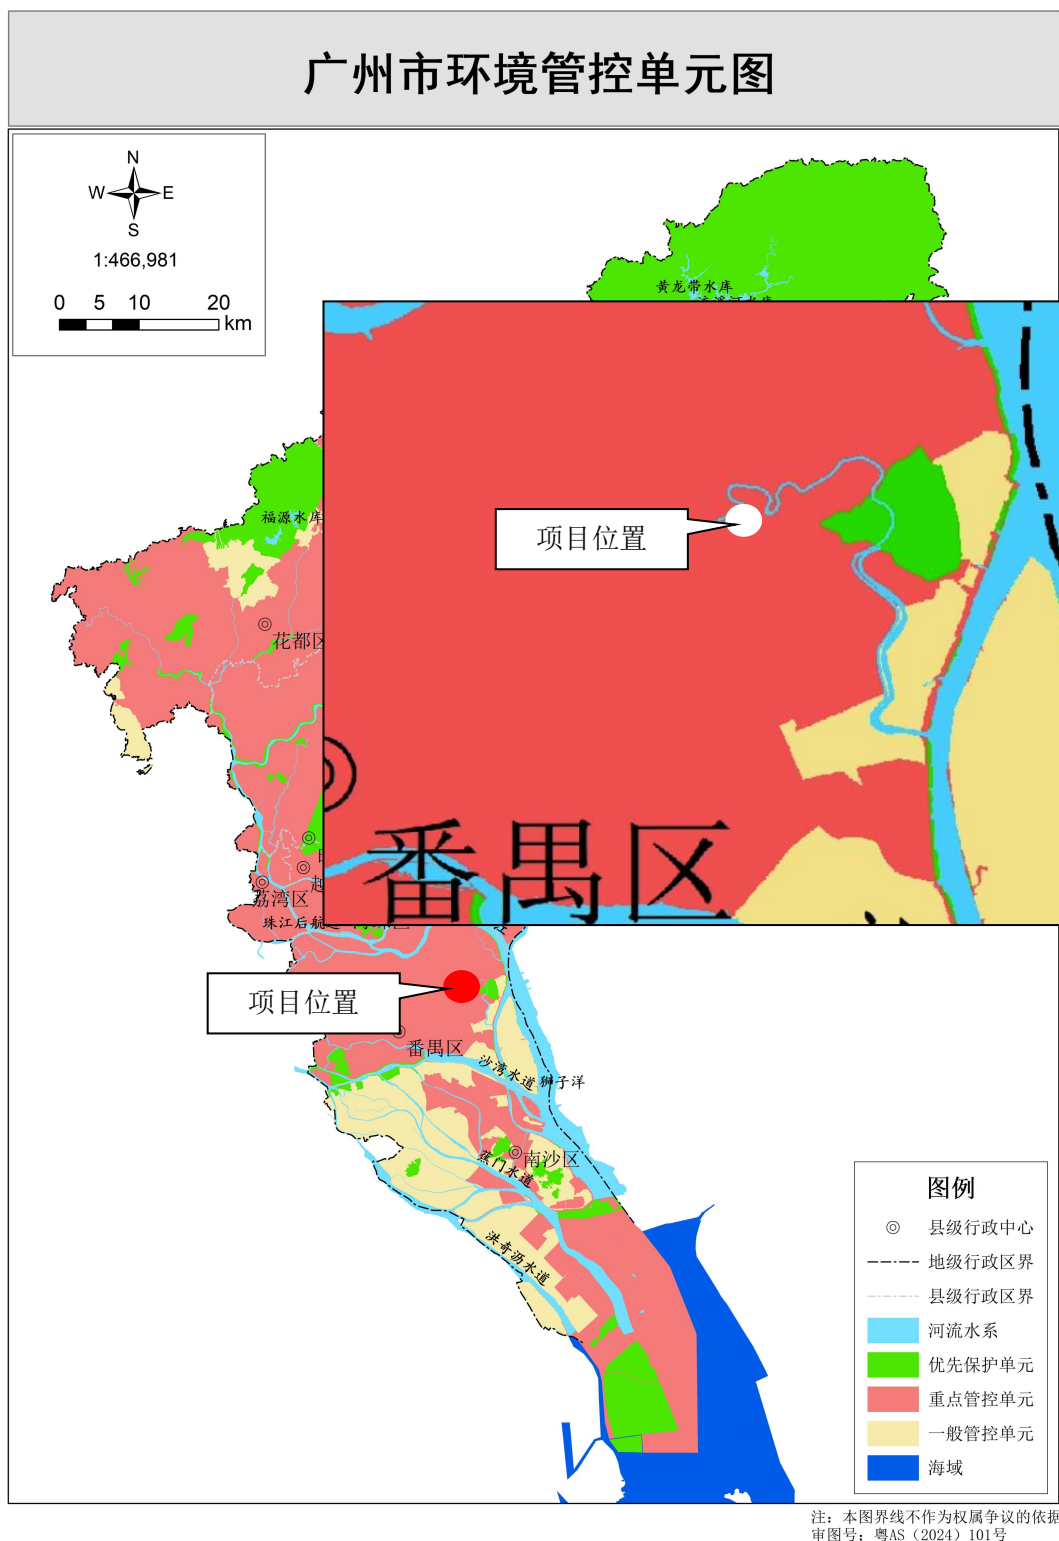 广州市环境管控单元图
N
W E
S
1:466,981
0 5 10 20
km
黄龙带水库
福源水库
项目位置
花都区
番禺区
荔湾区
越
珠江后航道
项目位置
番禺区
沙湾水道
狮子洋
南沙区
蕉门水道
洪奇沥水道
图例
县级行政中心
地级行政区界
县级行政区界
河流水系
优先保护单元
重点管控单元
一般管控单元
海域
注：本图界线不作为权属争议的依据
审图号：粤AS（2024）101号